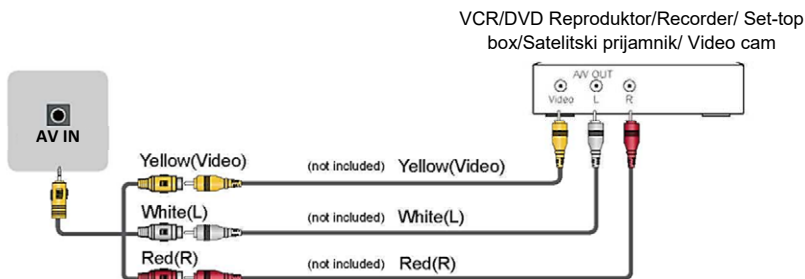 VCR/DVD Reproduktor/Recorder/ Set-top
box/Satelitski prijamnik/ Video cam
A/V OUT
Video L R
AV IN
Yellow(Video) (not included) Yellow(Video)
White(L) (not included) White(L)
Red(R) (not included) Red(R)